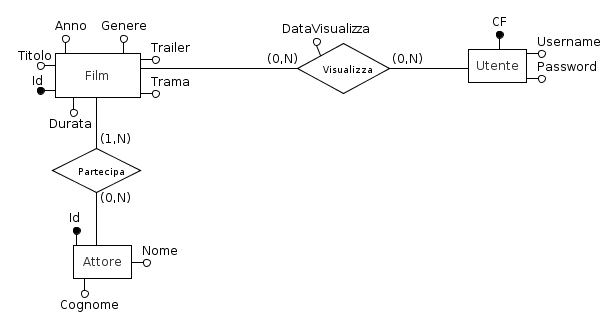 Anno
Genere
DataVisualizza
CF
Titolo
Trailer
(0,N)
(0,N)
Username
Film
Visualizza
Utente
Id
Trama
Password
Durata
(1,N)
Partecipa
(0,N)
Id
Nome
Attore
Cognome